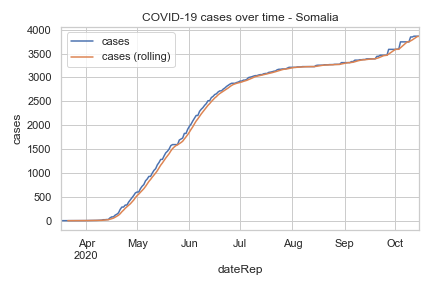 COVID-19 cases over time - Somalia
cases
cases (rolling)
4000
3500
3000
2500
2000
1500
1000
500
0
cases
Apr
2020
May
Jun
Jul
Aug
Sep
Oct
dateRep